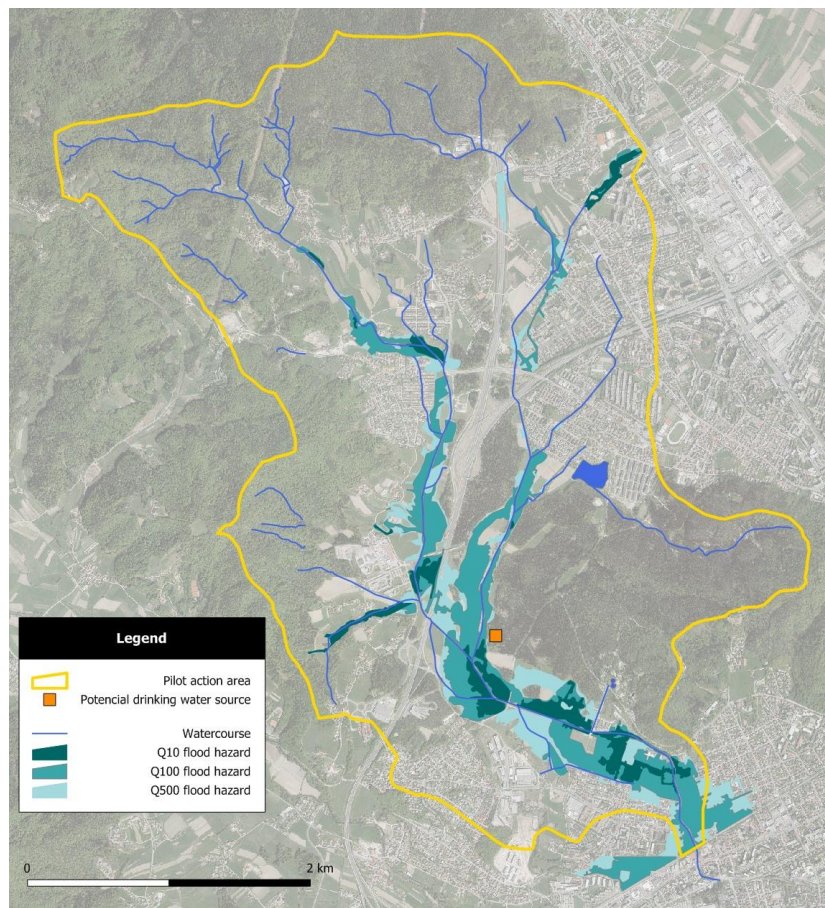 Legend
Pilot action area
Potencial drinking water source
Watercourse
Q10 flood hazard
Q100 flood hazard
Q500 flood hazard
0 2 km